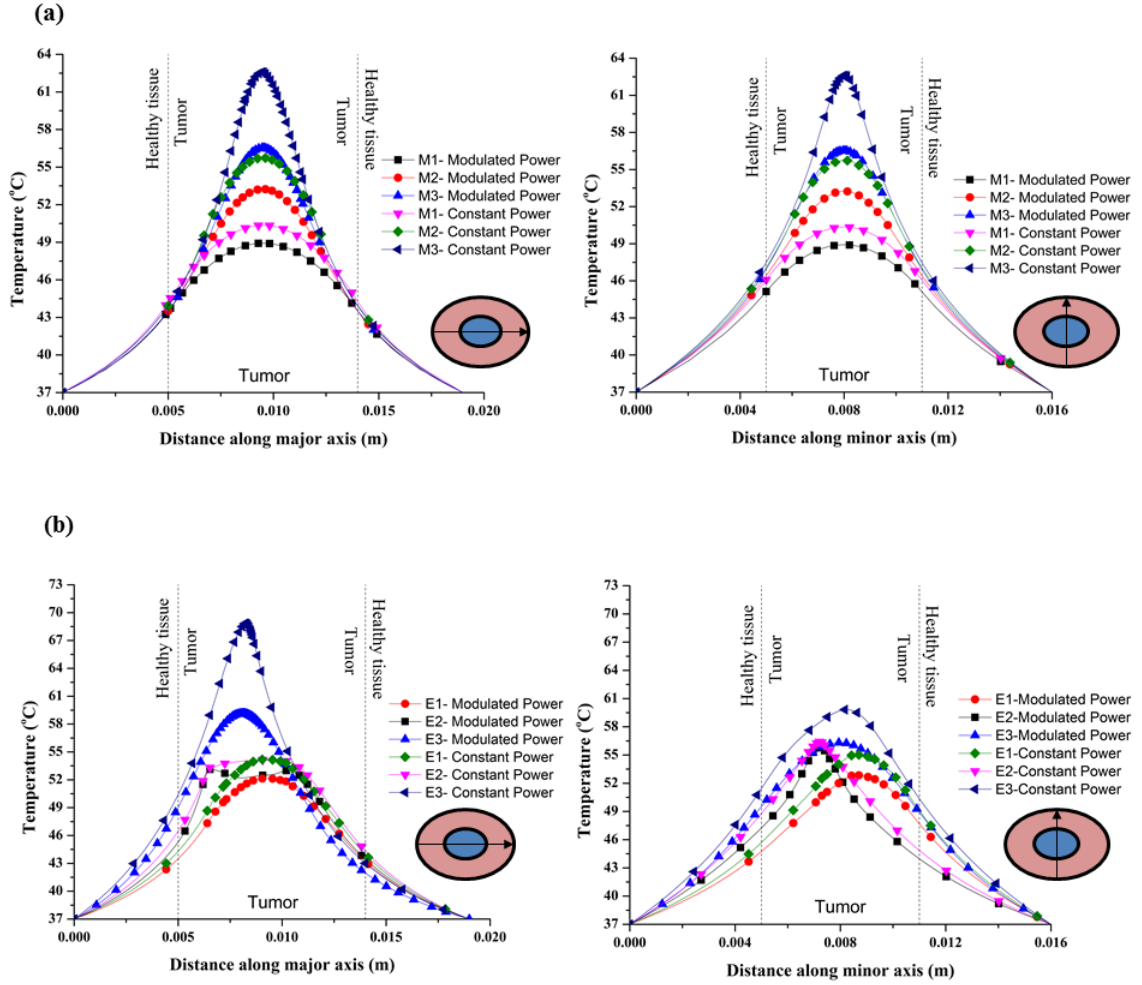 (a)
64
61
58
55
52
49
46
43
40
37
Temperature (°C)
Healthy tissue
Tumor
Tumor
Healthy tissue
M1- Modulated Power
M2- Modulated Power
M3- Modulated Power
M1- Constant Power
M2- Constant Power
M3- Constant Power
Tumor
0.000 0.005 0.010 0.015 0.020
Distance along major axis (m)
64
61
58
55
52
49
46
43
40
37
Temperature (°C)
Healthy tissue
Tumor
Tumor
Healthy tissue
M1- Modulated Power
M2- Modulated Power
M3- Modulated Power
M1- Constant Power
M2- Constant Power
M3- Constant Power
Tumor
0.000 0.004 0.008 0.012 0.016
Distance along minor axis (m)
(b)
73
70
67
64
61
58
55
52
49
46
43
40
37
Temperature (°C)
Healthy tissue
Tumor
Tumor
Healthy tissue
E1- Modulated Power
E2- Modulated Power
E3- Modulated Power
E1- Constant Power
E2- Constant Power
E3- Constant Power
Tumor
0.000 0.005 0.010 0.015 0.020
Distance along major axis (m)
73
70
67
64
61
58
55
52
49
46
43
40
37
Temperature (°C)
Healthy tissue
Tumor
Tumor
Healthy tissue
E1-Modulated Power
E2-Modulated Power
E3-Modulated Power
E1-Constant Power
E2-Constant Power
E3-Constant Power
Tumor
0.000 0.004 0.008 0.012 0.016
Distance along minor axis (m)